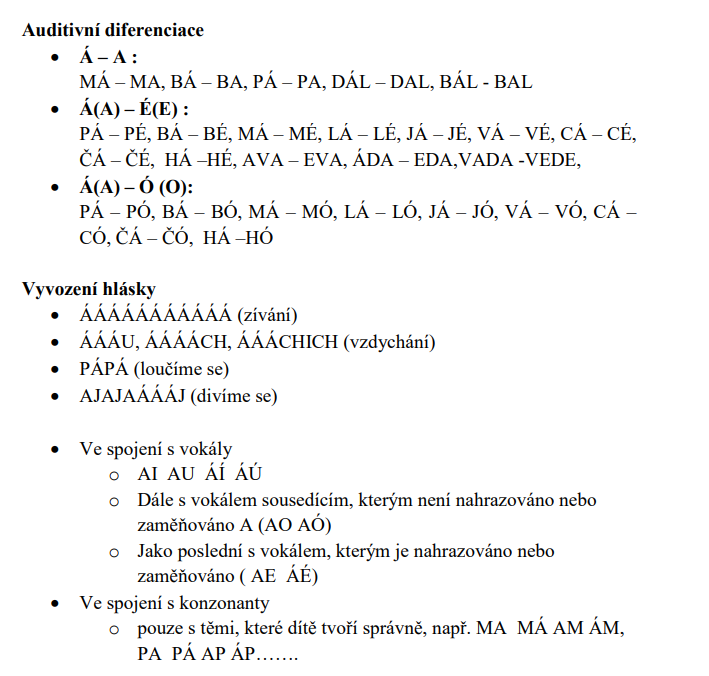 Auditivní diferenciace
• Á – A :
MÁ – MA, BÁ – BA, PÁ – PA, DÁL – DAL, BÁL - BAL
• Á(A) – É(E) :
PÁ – PÉ, BÁ – BÉ, MÁ – MÉ, LÁ – LÉ, JÁ – JÉ, VÁ – VÉ, CÁ – CÉ,
ČÁ – ČÉ, HÁ –HÉ, AVA – EVA, ÁDA – EDA,VADA -VEDE,
• Á(A) – Ó (O):
PÁ – PÓ, BÁ – BÓ, MÁ – MÓ, LÁ – LÓ, JÁ – JÓ, VÁ – VÓ, CÁ –
CÓ, ČÁ – ČÓ, HÁ –HÓ
Vyvození hlásky
• ÁÁÁÁÁÁÁÁÁÁÁ (zívání)
• ÁÁÁU, ÁÁÁÁCH, ÁÁÁCHICH (vzdychání)
• PÁPÁ (loučíme se)
• AJAJAÁÁÁJ (divíme se)
• Ve spojení s vokály
o AI AU ÁÍ ÁÚ
o Dále s vokálem sousedícím, kterým není nahrazováno nebo
zaměňováno A (AO AÓ)
o Jako poslední s vokálem, kterým je nahrazováno nebo
zaměňováno ( AE ÁÉ)
• Ve spojení s konzonanty
o pouze s těmi, které dítě tvoří správně, např. MA MÁ AM ÁM,
PA PÁ AP ÁP…….